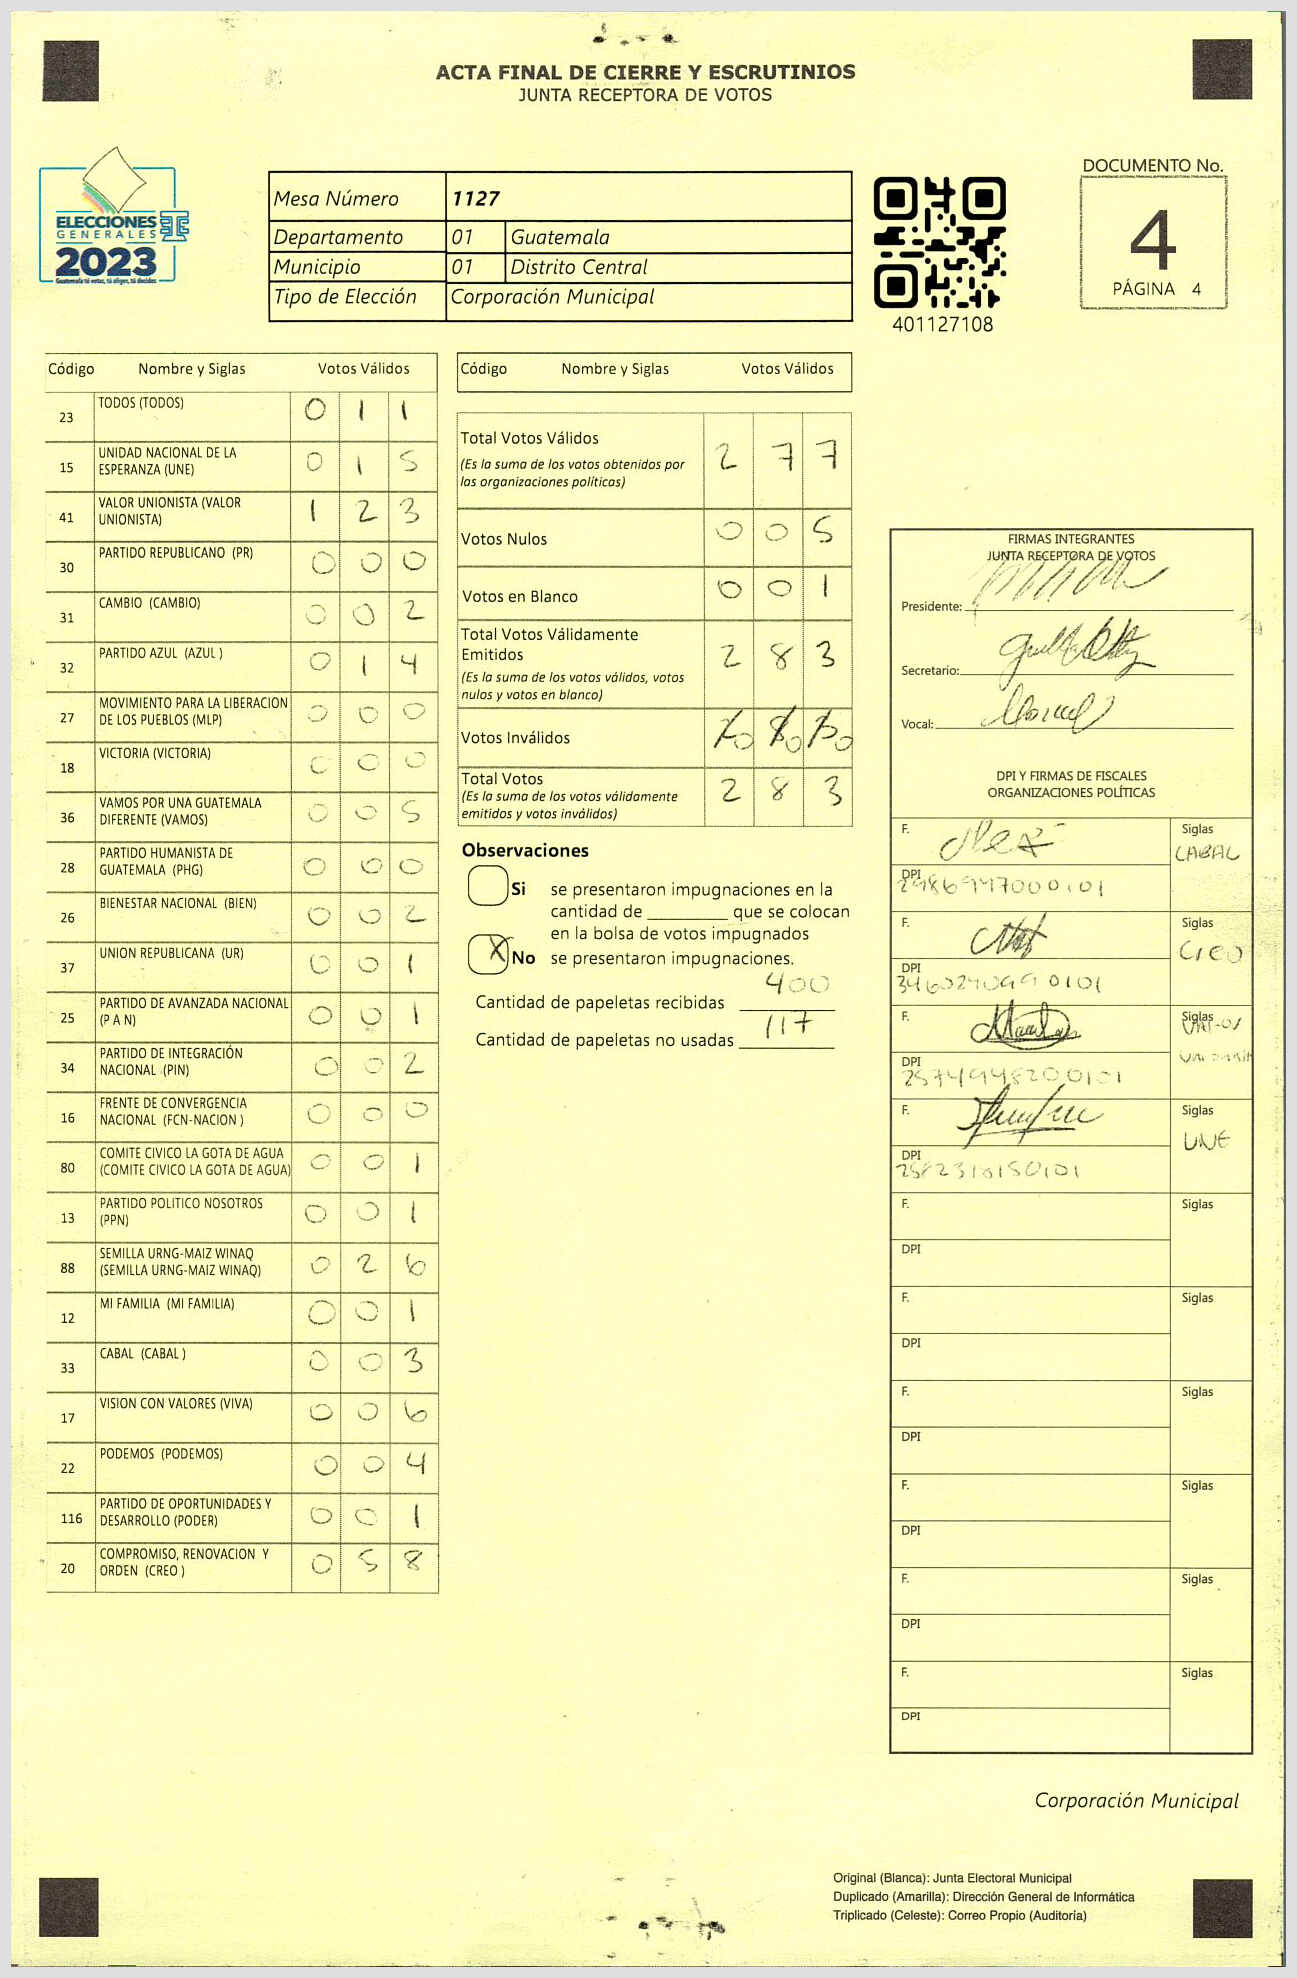 ACTA FINAL DE CIERRE Y ESCRUTINIOS
JUNTA RECEPTORA DE VOTOS
ELECCIONES
GENERALES
2023
Guatemala tú votas, tú eliges, tú decides
Mesa Número 1127
Departamento 01 Guatemala
Municipio 01 Distrito Central
Tipo de Elección Corporación Municipal
401127108
DOCUMENTO No.
4
PÁGINA 4
Código Nombre y Siglas Votos Válidos
23 TODOS (TODOS) 0 1 1
15 UNIDAD NACIONAL DE LA
ESPERANZA (UNE) 0 1 5
41 VALOR UNIONISTA (VALOR
UNIONISTA) 1 2 3
30 PARTIDO REPUBLICANO (PR) 0 0 0
31 CAMBIO (CAMBIO) 0 0 2
32 PARTIDO AZUL (AZUL ) 0 1 4
27 MOVIMIENTO PARA LA LIBERACION
DE LOS PUEBLOS (MLP) 0 0 0
18 VICTORIA (VICTORIA) 0 0 0
36 VAMOS POR UNA GUATEMALA
DIFERENTE (VAMOS) 0 0 5
28 PARTIDO HUMANISTA DE
GUATEMALA (PHG) 0 0 0
26 BIENESTAR NACIONAL (BIEN) 0 0 2
37 UNION REPUBLICANA (UR) 0 0 1
25 PARTIDO DE AVANZADA NACIONAL
(P A N) 0 0 1
34 PARTIDO DE INTEGRACIÓN
NACIONAL (PIN) 0 0 2
16 FRENTE DE CONVERGENCIA
NACIONAL (FCN-NACION ) 0 0 0
80 COMITE CIVICO LA GOTA DE AGUA
(COMITE CIVICO LA GOTA DE AGUA) 0 0 1
13 PARTIDO POLITICO NOSOTROS
(PPN) 0 0 1
88 SEMILLA URNG-MAIZ WINAQ
(SEMILLA URNG-MAIZ WINAQ) 0 2 6
12 MI FAMILIA (MI FAMILIA) 0 0 1
33 CABAL (CABAL ) 0 0 3
17 VISION CON VALORES (VIVA) 0 0 6
22 PODEMOS (PODEMOS) 0 0 4
116 PARTIDO DE OPORTUNIDADES Y
DESARROLLO (PODER) 0 0 1
20 COMPROMISO, RENOVACION Y
ORDEN (CREO ) 0 5 8
Código Nombre y Siglas Votos Válidos
Total Votos Válidos 2 7 7
(Es la suma de los votos obtenidos por
las organizaciones políticas)
Votos Nulos 0 0 5
Votos en Blanco 0 0 1
Total Votos Válidamente
Emitidos 2 8 3
(Es la suma de los votos válidos, votos
nulos y votos en blanco)
Votos Inválidos 0 0 0
Total Votos 2 8 3
(Es la suma de los votos válidamente
emitidos y votos inválidos)
Observaciones
Si se presentaron impugnaciones en la
cantidad de ________ que se colocan
en la bolsa de votos impugnados
X No se presentaron impugnaciones.
Cantidad de papeletas recibidas 400
Cantidad de papeletas no usadas 117
FIRMAS INTEGRANTES
JUNTA RECEPTORA DE VOTOS
Presidente:
Secretario:
Vocal:
DPI Y FIRMAS DE FISCALES
ORGANIZACIONES POLÍTICAS
F. Siglas
CABAL
DPI
F. Siglas
CREO
DPI
F. Siglas
DPI
F. Siglas
UNE
DPI
F. Siglas
DPI
F. Siglas
DPI
F. Siglas
DPI
F. Siglas
DPI
F. Siglas
DPI
F. Siglas
DPI
Corporación Municipal
Original (Blanca): Junta Electoral Municipal
Duplicado (Amarilla): Dirección General de Informática
Triplicado (Celeste): Correo Propio (Auditoría)